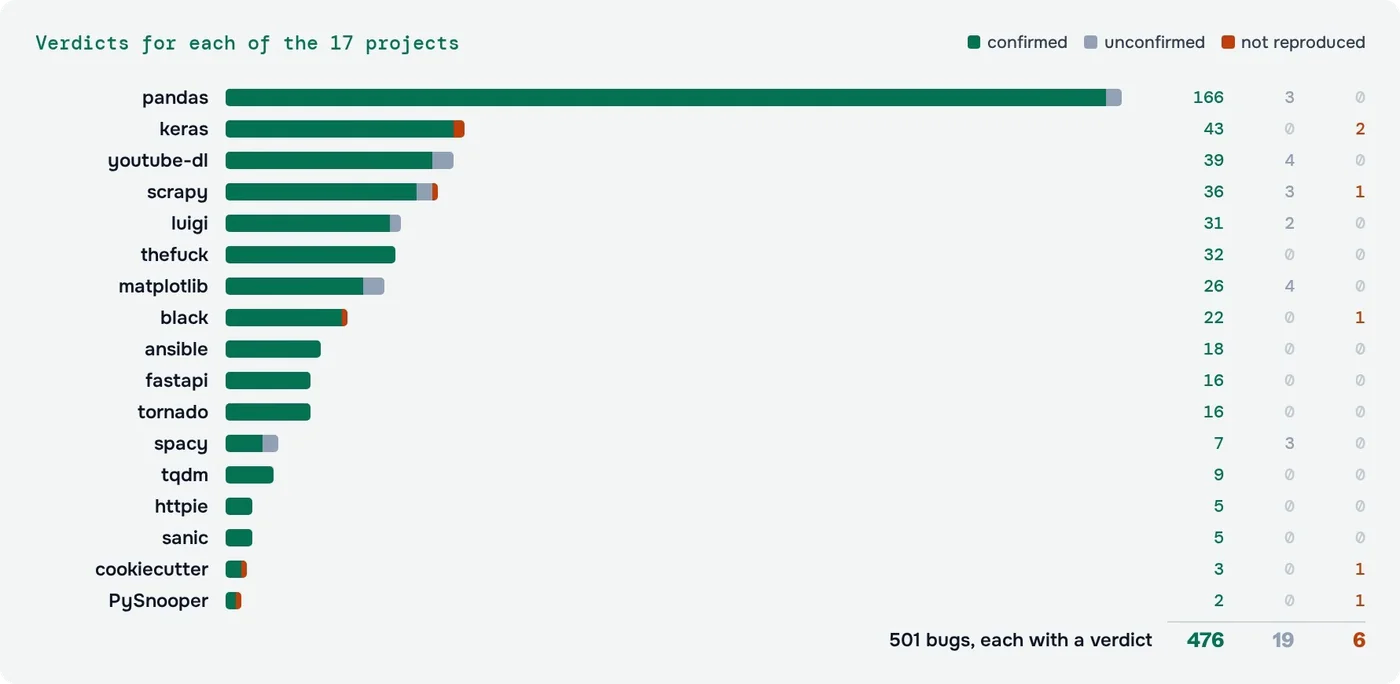 Verdicts for each of the 17 projects
confirmed unconfirmed not reproduced
pandas 166 3 0
keras 43 0 2
youtube-dl 39 4 0
scrapy 36 3 1
luigi 31 2 0
thefuck 32 0 0
matplotlib 26 4 0
black 22 0 1
ansible 18 0 0
fastapi 16 0 0
tornado 16 0 0
spacy 7 3 0
tqdm 9 0 0
httpie 5 0 0
sanic 5 0 0
cookiecutter 3 0 1
PySnooper 2 0 1
501 bugs, each with a verdict 476 19 6